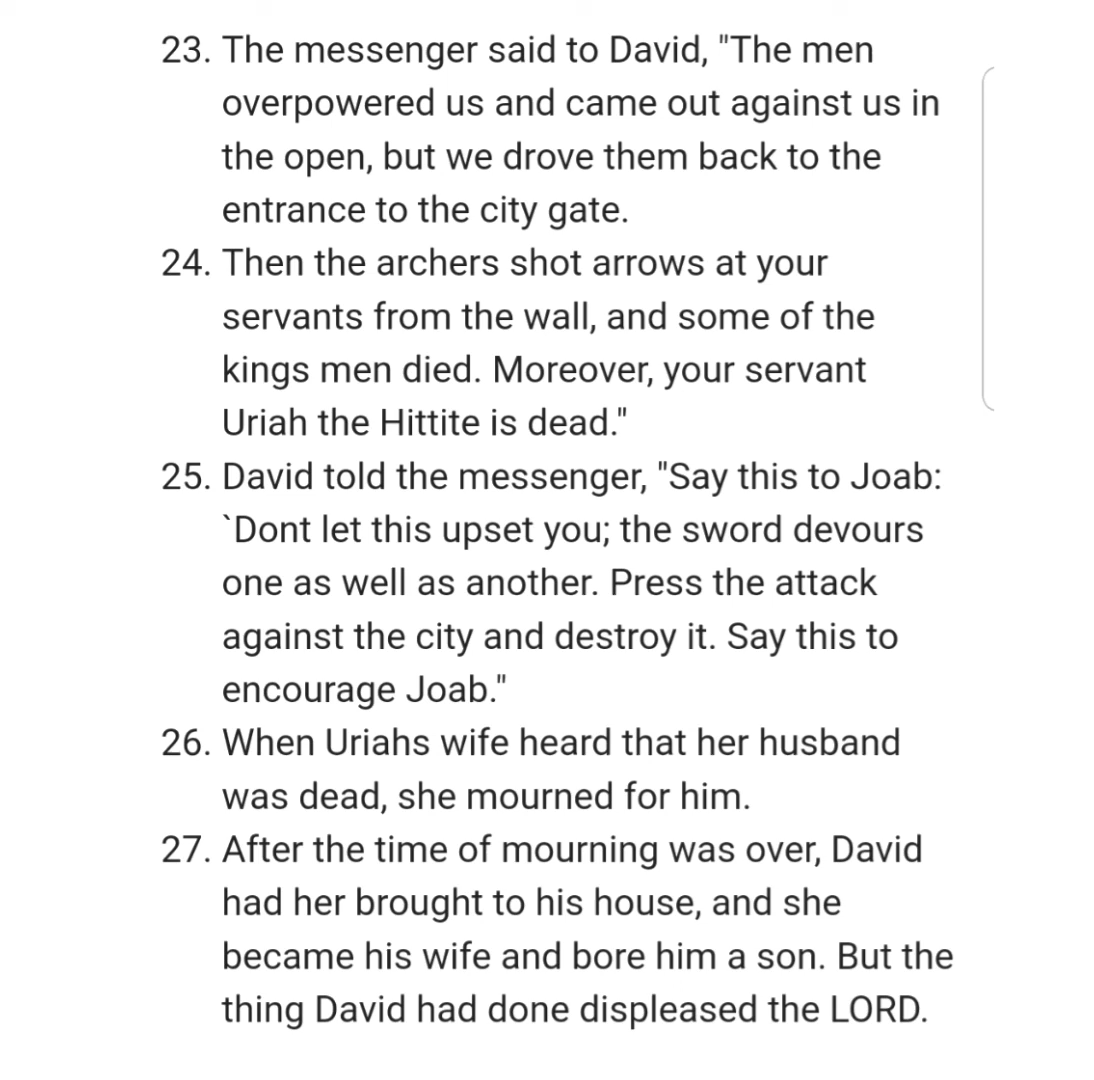 23. The messenger said to David, "The men
overpowered us and came out against us in
the open, but we drove them back to the
entrance to the city gate.
24. Then the archers shot arrows at your
servants from the wall, and some of the
kings men died. Moreover, your servant
Uriah the Hittite is dead."
25. David told the messenger, "Say this to Joab:
`Dont let this upset you; the sword devours
one as well as another. Press the attack
against the city and destroy it. Say this to
encourage Joab."
26. When Uriahs wife heard that her husband
was dead, she mourned for him.
27. After the time of mourning was over, David
had her brought to his house, and she
became his wife and bore him a son. But the
thing David had done displeased the LORD.